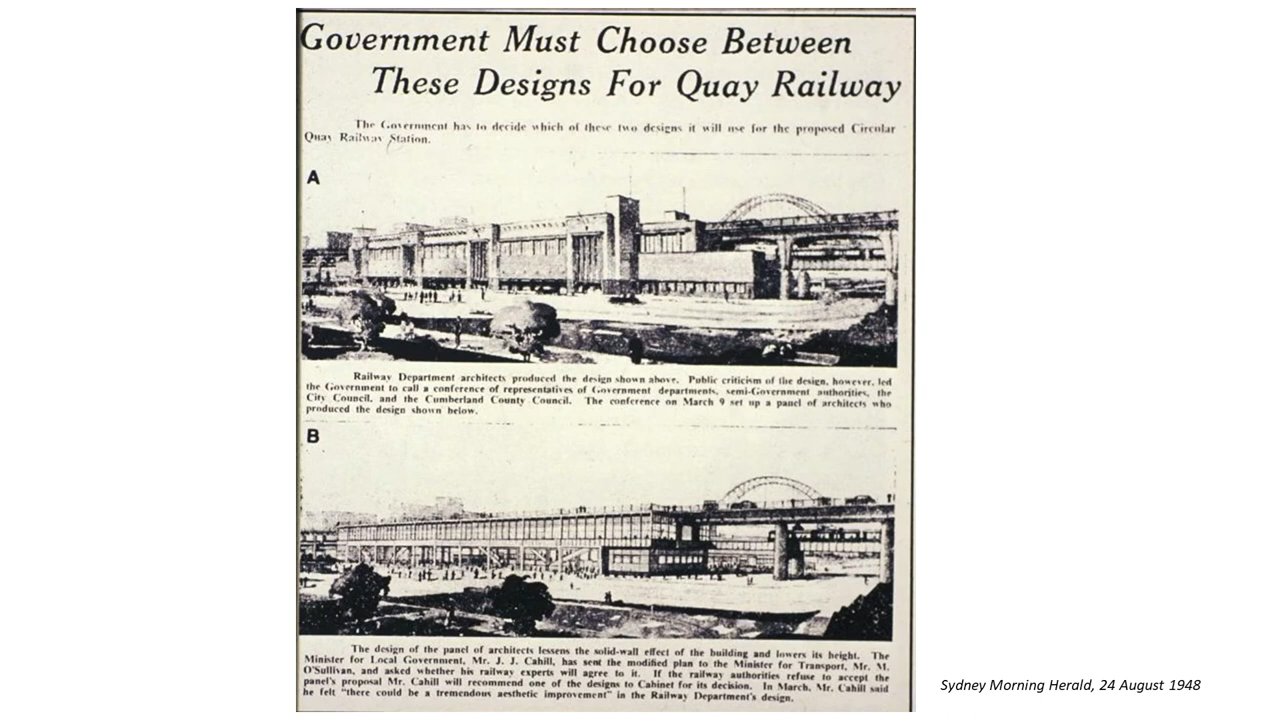 Government Must Choose Between
These Designs For Quay Railway
The Government has to decide which of these two designs it will use for the proposed Circular
Quay Railway Station.
A
Railway Department architects produced the design shown above. Public criticism of the design, however, led
the Government to call a conference of representatives of Government departments, semi-Government authorities, the
City Council, and the Cumberland County Council. The conference on March 9 set up a panel of architects who
produced the design shown below.
B
The design of the panel of architects lessens the solid-wall effect of the building and lowers its height. The
Minister for Local Government, Mr. J. J. Cahill, has sent the modified plan to the Minister for Transport, Mr. M.
O'Sullivan, and asked whether his railway experts will agree to it. If the railway authorities refuse to accept the
panel's proposal Mr. Cahill will recommend one of the designs to Cabinet for its decision. In March, Mr. Cahill said
he felt "there could be a tremendous aesthetic improvement" in the Railway Department's design.
Sydney Morning Herald, 24 August 1948